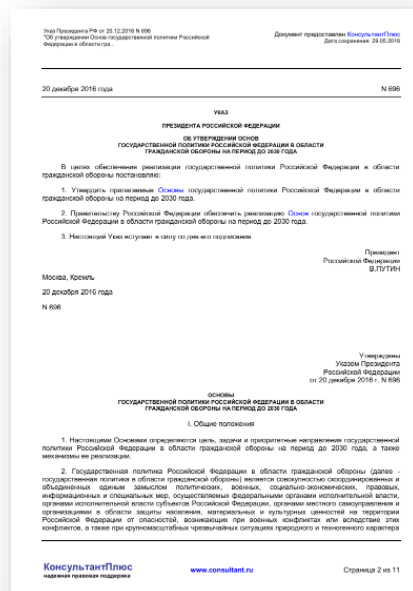 Указ Президента РФ от 20.12.2016 N 696
"Об утверждении Основ государственной политики Российской
Федерации в области гра...
Документ предоставлен КонсультантПлюс
Дата сохранения: 29.05.2018
20 декабря 2016 года
N 696
УКАЗ
ПРЕЗИДЕНТА РОССИЙСКОЙ ФЕДЕРАЦИИ
ОБ УТВЕРЖДЕНИИ ОСНОВ
ГОСУДАРСТВЕННОЙ ПОЛИТИКИ РОССИЙСКОЙ ФЕДЕРАЦИИ В ОБЛАСТИ
ГРАЖДАНСКОЙ ОБОРОНЫ НА ПЕРИОД ДО 2030 ГОДА
В целях обеспечения реализации государственной политики Российской Федерации в области
гражданской обороны постановляю:
1. Утвердить прилагаемые Основы государственной политики Российской Федерации в области
гражданской обороны на период до 2030 года.
2. Правительству Российской Федерации обеспечить реализацию Основ государственной политики
Российской Федерации в области гражданской обороны на период до 2030 года.
3. Настоящий Указ вступает в силу со дня его подписания.
Президент
Российской Федерации
В.ПУТИН
Москва, Кремль
20 декабря 2016 года
N 696
Утверждены
Указом Президента
Российской Федерации
от 20 декабря 2016 г. N 696
ОСНОВЫ
ГОСУДАРСТВЕННОЙ ПОЛИТИКИ РОССИЙСКОЙ ФЕДЕРАЦИИ В ОБЛАСТИ
ГРАЖДАНСКОЙ ОБОРОНЫ НА ПЕРИОД ДО 2030 ГОДА
I. Общие положения
1. Настоящими Основами определяются цель, задачи и приоритетные направления государственной
политики Российской Федерации в области гражданской обороны на период до 2030 года, а также
механизмы ее реализации.
2. Государственная политика Российской Федерации в области гражданской обороны (далее -
государственная политика в области гражданской обороны) является совокупностью скоординированных и
объединенных единым замыслом политических, военных, социально-экономических, правовых,
информационных и специальных мер, осуществляемых федеральными органами исполнительной власти,
органами исполнительной власти субъектов Российской Федерации, органами местного самоуправления и
организациями в области защиты населения, материальных и культурных ценностей на территории
Российской Федерации от опасностей, возникающих при военных конфликтах или вследствие этих
конфликтов, а также при крупномасштабных чрезвычайных ситуациях природного и техногенного характера
КонсультантПлюс
надежная правовая поддержка
www.consultant.ru
Страница 2 из 11